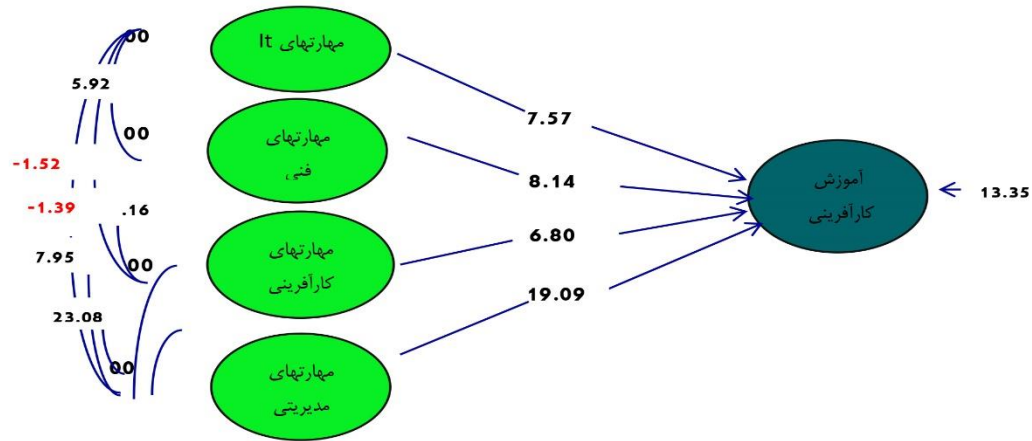 00
مهارتهای It
5.92
7.57
00
مهارتهای
فنی
-1.52
8.14
آموزش
کارآفرینی
13.35
-1.39
.16
6.80
7.95
00
مهارتهای
کارآفرینی
19.09
23.08
00
مهارتهای
مدیریتی